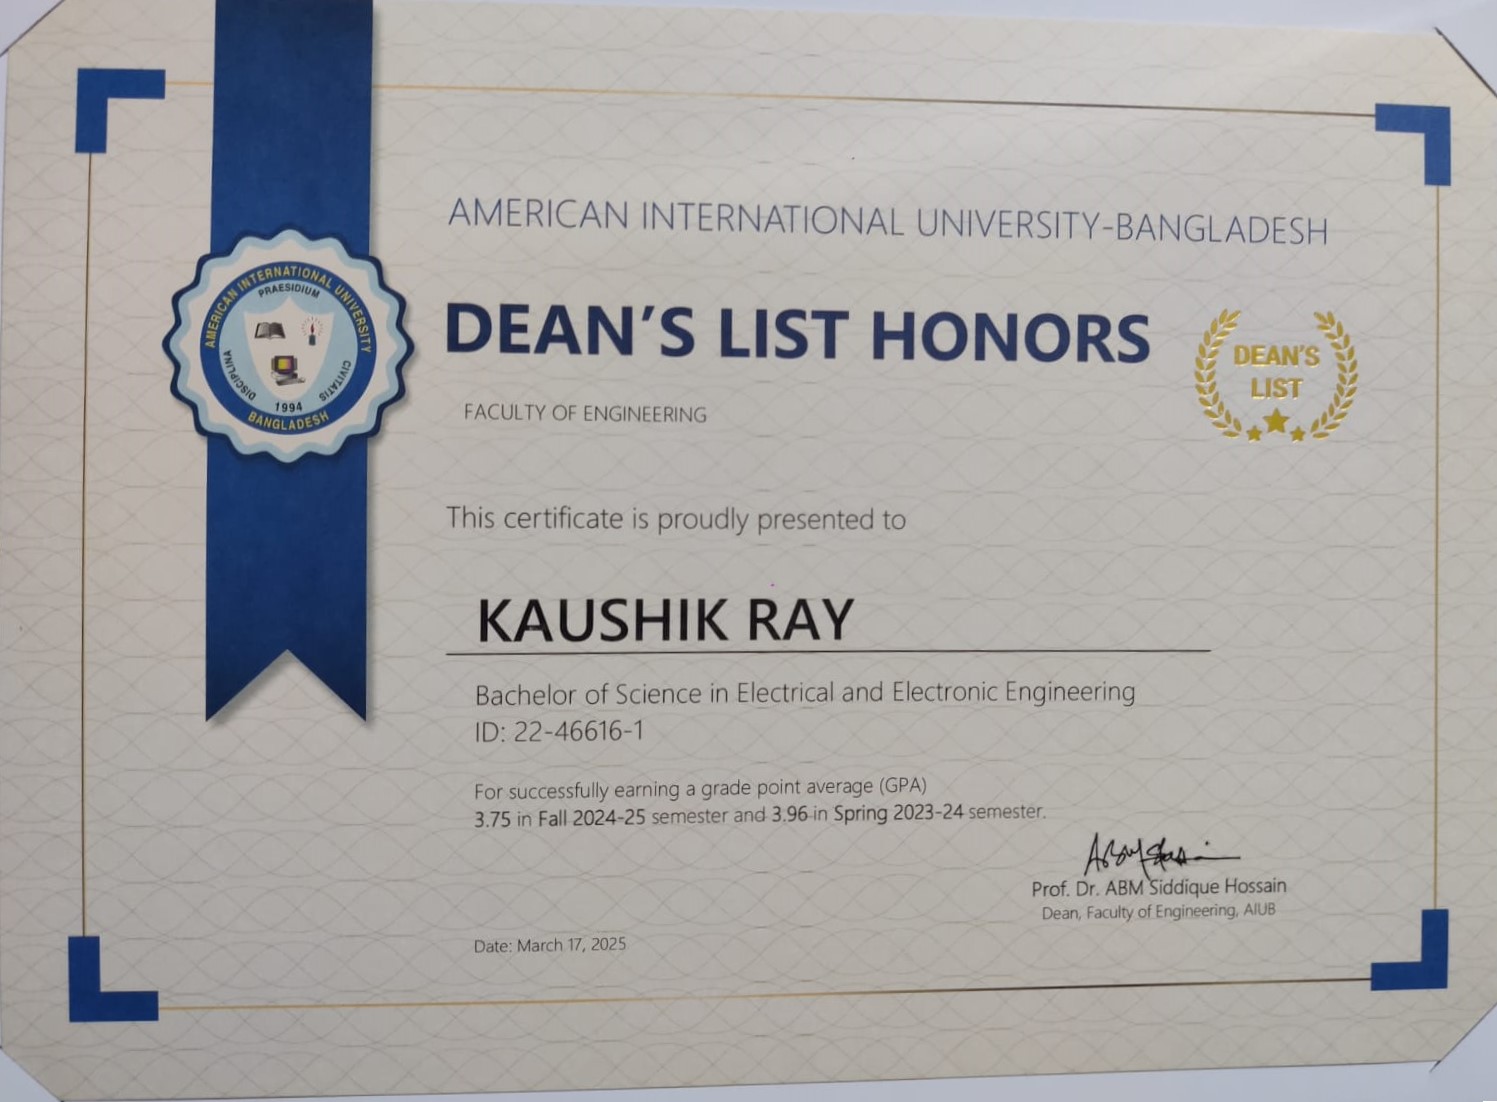 AMERICAN INTERNATIONAL UNIVERSITY
PRAESIDIUM
DISCIPLINA
CIVITATIS
1994
BANGLADESH
AMERICAN INTERNATIONAL UNIVERSITY-BANGLADESH
DEAN'S LIST HONORS
DEAN'S
LIST
FACULTY OF ENGINEERING
This certificate is proudly presented to
KAUSHIK RAY
Bachelor of Science in Electrical and Electronic Engineering
ID: 22-46616-1
For successfully earning a grade point average (GPA)
3.75 in Fall 2024-25 semester and 3.96 in Spring 2023-24 semester.
Prof. Dr. ABM Siddique Hossain
Dean, Faculty of Engineering, AIUB
Date: March 17, 2025